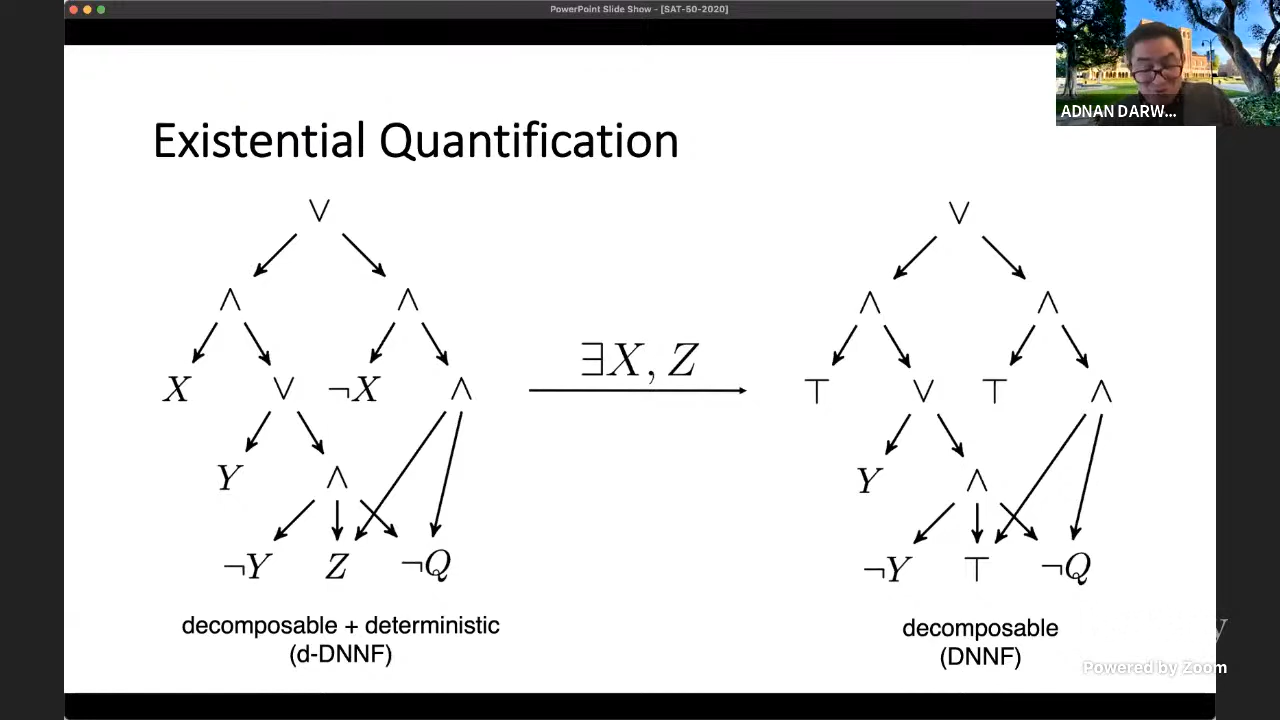 PowerPoint Slide Show - [SAT-50-2020]
ADNAN DARW...
Existential Quantification
∨ ∨
∧ ∧ ∧ ∧
∃X, Z
X ∨ ¬X ∧ ⊤ ∨ ⊤ ∧
Y ∧ Y ∧
¬Y Z ¬Q ¬Y ⊤ ¬Q
decomposable + deterministic
(d-DNNF)
decomposable
(DNNF)
y
Powered by Zoom